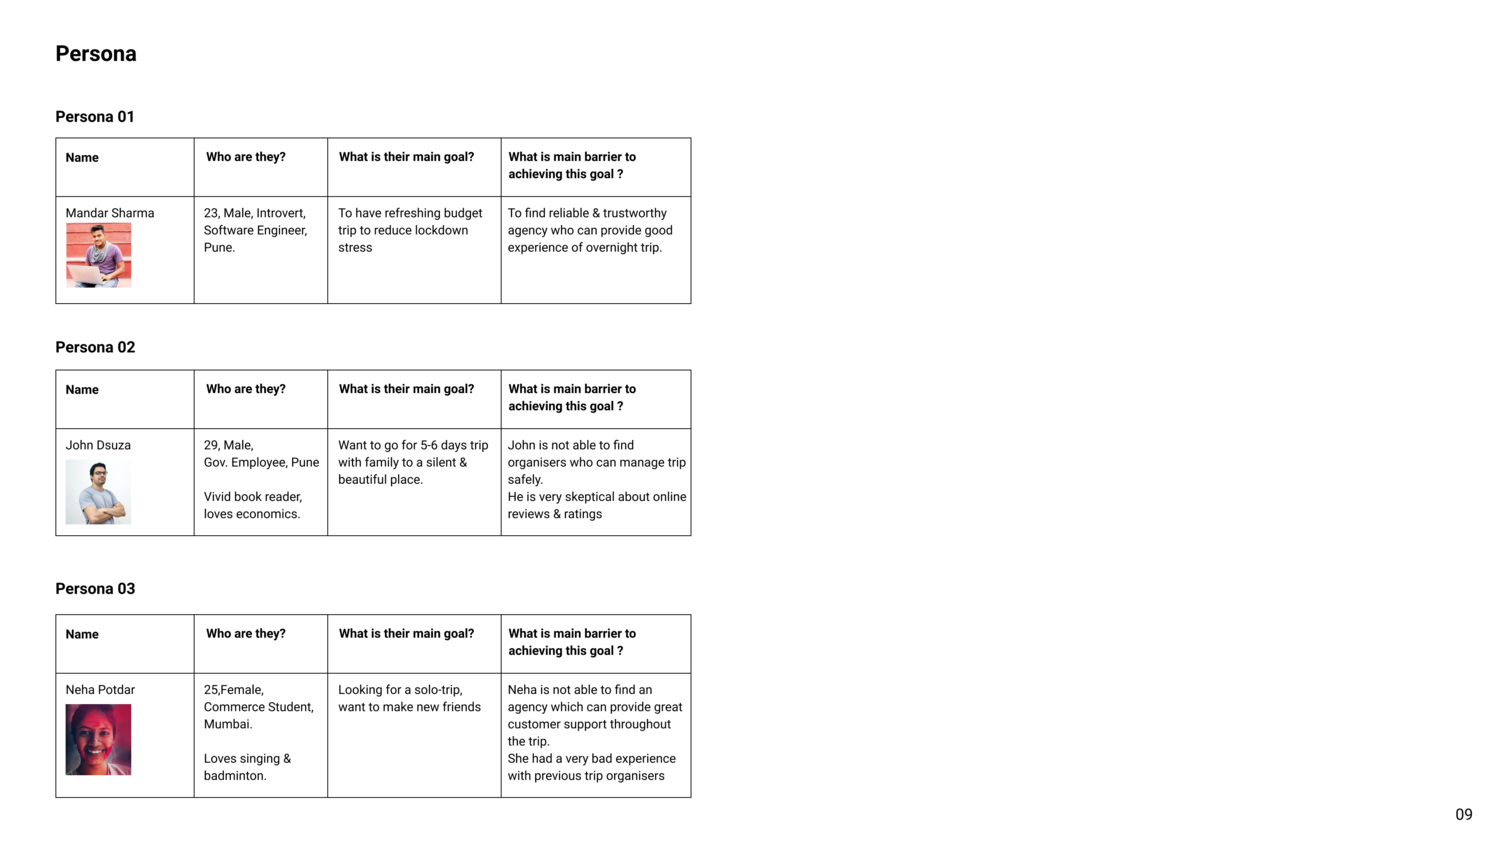 Persona
Persona 01
Name
Who are they?
What is their main goal?
What is main barrier to
achieving this goal ?
Mandar Sharma
23, Male, Introvert,
Software Engineer,
Pune.
To have refreshing budget
trip to reduce lockdown
stress
To find reliable & trustworthy
agency who can provide good
experience of overnight trip.
Persona 02
Name
Who are they?
What is their main goal?
What is main barrier to
achieving this goal ?
John Dsuza
29, Male,
Gov. Employee, Pune
Vivid book reader,
loves economics.
Want to go for 5-6 days trip
with family to a silent &
beautiful place.
John is not able to find
organisers who can manage trip
safely.
He is very skeptical about online
reviews & ratings
Persona 03
Name
Who are they?
What is their main goal?
What is main barrier to
achieving this goal ?
Neha Potdar
25,Female,
Commerce Student,
Mumbai.
Loves singing &
badminton.
Looking for a solo-trip,
want to make new friends
Neha is not able to find an
agency which can provide great
customer support throughout
the trip.
She had a very bad experience
with previous trip organisers
09